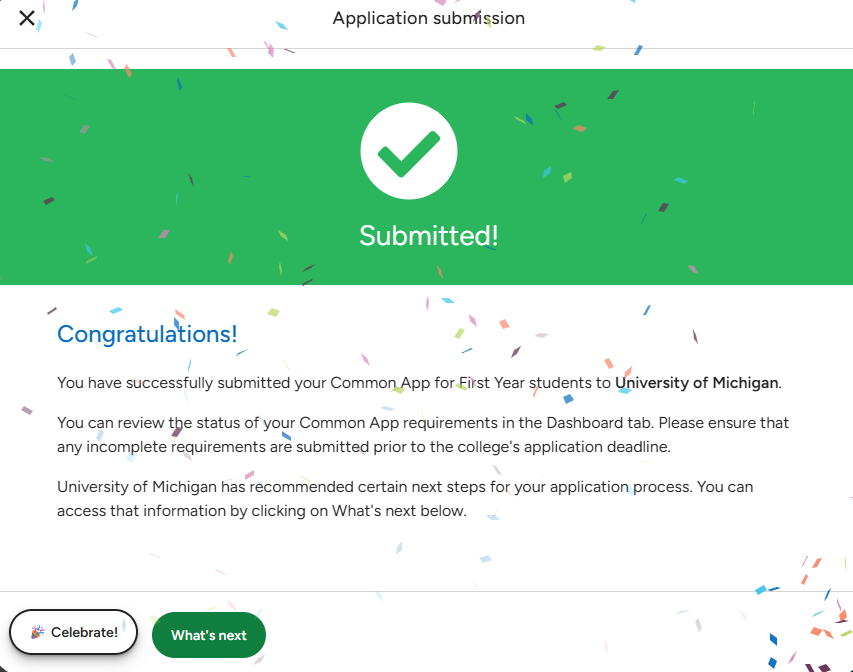 Application submission
Submitted!
Congratulations!
You have successfully submitted your Common App for First Year students to University of Michigan.
You can review the status of your Common App requirements in the Dashboard tab. Please ensure that
any incomplete requirements are submitted prior to the college's application deadline.
University of Michigan has recommended certain next steps for your application process. You can
access that information by clicking on What's next below.
Celebrate!
What's next